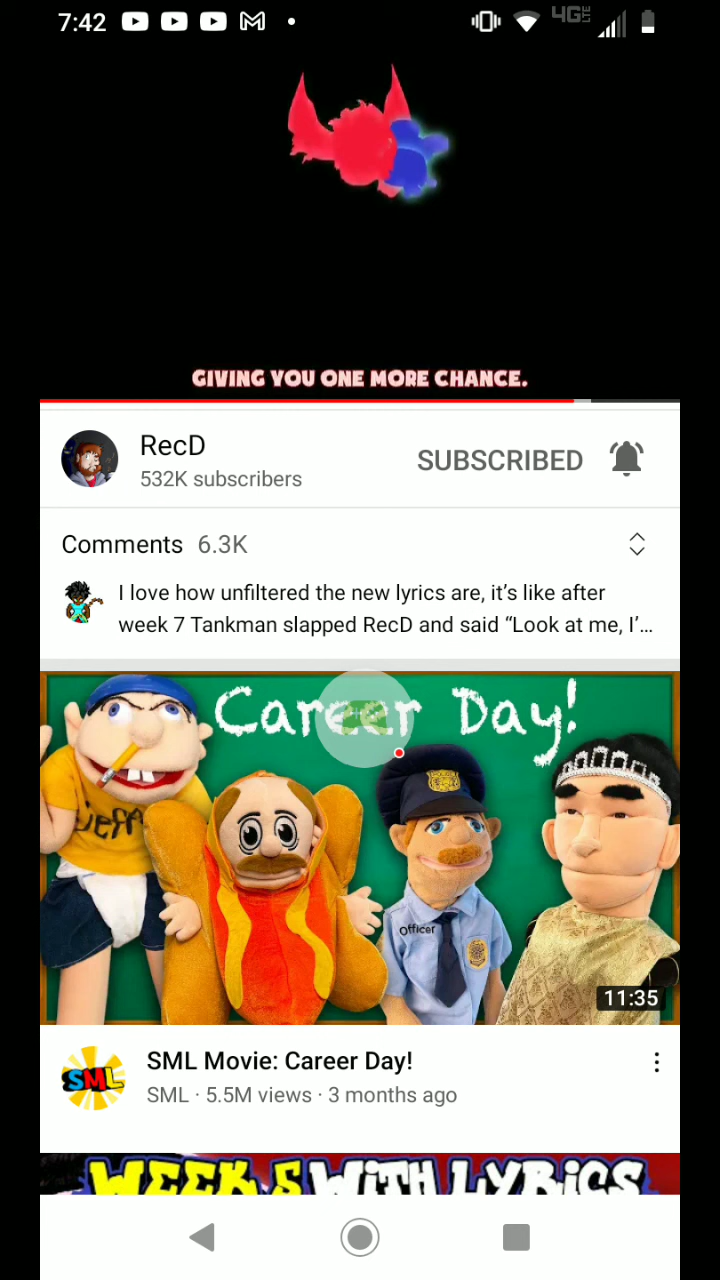 7:42
4G LTE
GIVING YOU ONE MORE CHANCE.
RecD
532K subscribers
SUBSCRIBED
Comments 6.3K
I love how unfiltered the new lyrics are, it’s like after
week 7 Tankman slapped RecD and said “Look at me, I’...
Career Day!
Jeff
Officer
11:35
SML
SML Movie: Career Day!
SML · 5.5M views · 3 months ago
WEEK 5 WITH LYRICS